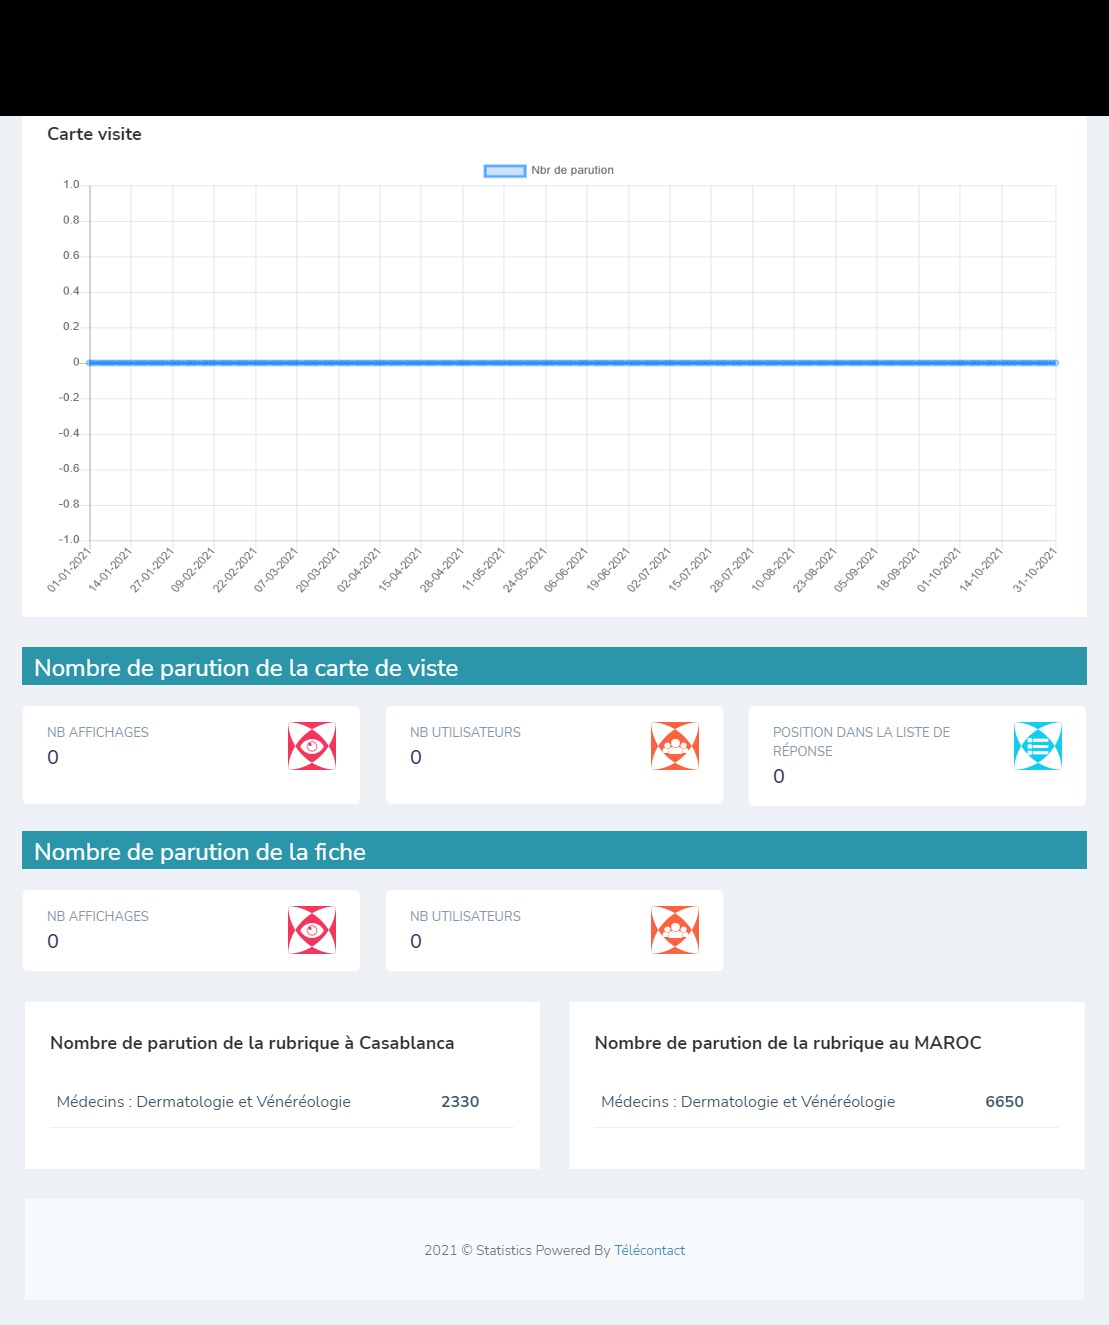 Carte visite
Nbr de parution
1.0
0.8
0.6
0.4
0.2
0
-0.2
-0.4
-0.6
-0.8
-1.0
01-01-2021
14-01-2021
27-01-2021
09-02-2021
22-02-2021
07-03-2021
20-03-2021
02-04-2021
15-04-2021
28-04-2021
11-05-2021
24-05-2021
06-06-2021
19-06-2021
02-07-2021
15-07-2021
28-07-2021
10-08-2021
23-08-2021
05-09-2021
18-09-2021
01-10-2021
14-10-2021
31-10-2021
Nombre de parution de la carte de viste
NB AFFICHAGES
0
NB UTILISATEURS
0
POSITION DANS LA LISTE DE
RÉPONSE
0
Nombre de parution de la fiche
NB AFFICHAGES
0
NB UTILISATEURS
0
Nombre de parution de la rubrique à Casablanca
Médecins : Dermatologie et Vénéréologie 2330
Nombre de parution de la rubrique au MAROC
Médecins : Dermatologie et Vénéréologie 6650
2021 © Statistics Powered By Télécontact